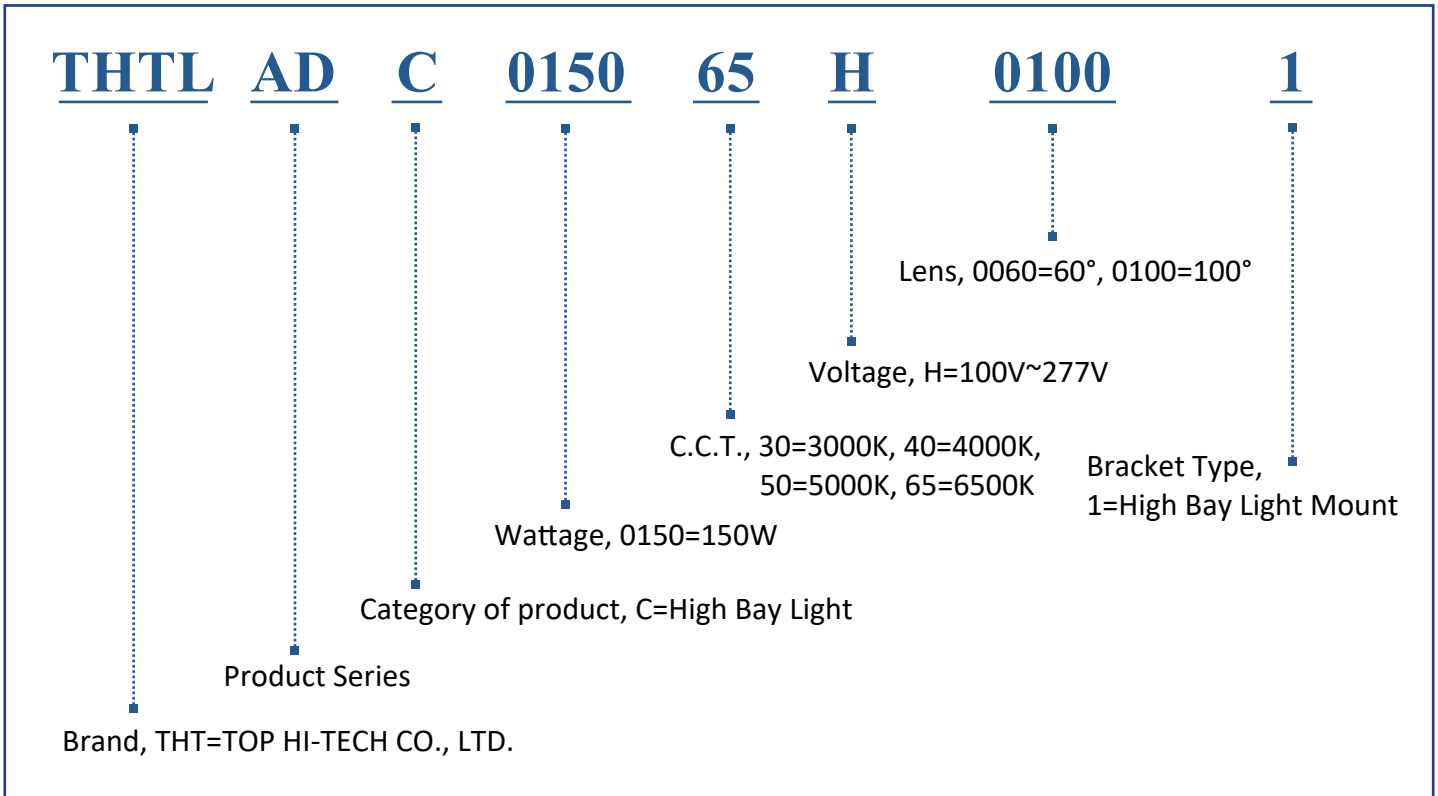 THTL AD C 0150 65 H 0100 1
Lens, 0060=60°, 0100=100°
Voltage, H=100V~277V
C.C.T., 30=3000K, 40=4000K,
50=5000K, 65=6500K
Bracket Type,
1=High Bay Light Mount
Wattage, 0150=150W
Category of product, C=High Bay Light
Product Series
Brand, THT=TOP HI-TECH CO., LTD.